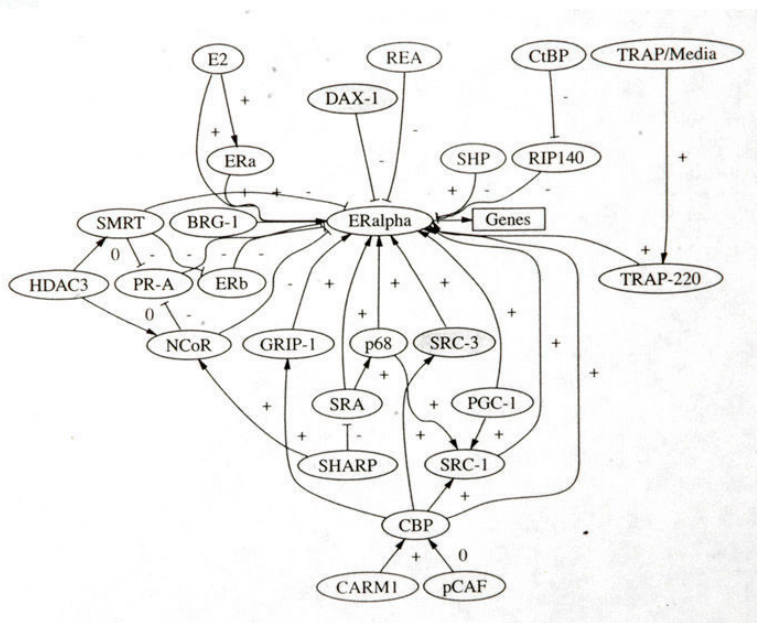 E2
REA
CtBP
TRAP/Media
DAX-1
+
-
+
-
ERa
-
SHP
RIP140
+
+
+
-
+
-
-
SMRT
BRG-1
ERalpha
Genes
0
-
-
-
-
+
HDAC3
PR-A
ERb
TRAP-220
-
+
+
+
0
-
+
+
NCoR
GRIP-1
p68
SRC-3
+
+
+
SRA
PGC-1
+
+
+
-
+
+
SHARP
SRC-1
+
CBP
+
0
CARM1
pCAF